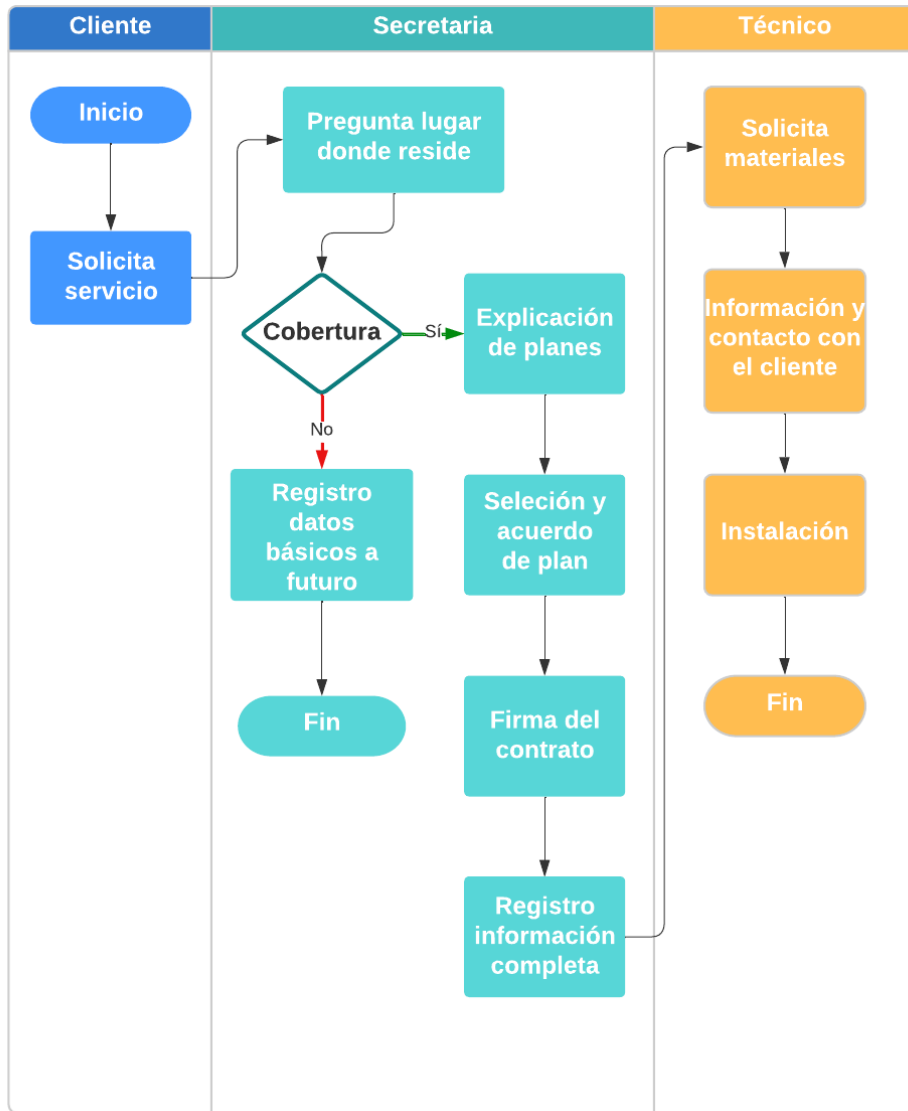 Cliente
Secretaria
Técnico
Inicio
Solicita
servicio
Pregunta lugar
donde reside
Cobertura
Sí
No
Registro
datos
básicos a
futuro
Fin
Explicación
de planes
Seleción y
acuerdo
de plan
Firma del
contrato
Registro
información
completa
Solicita
materiales
Información y
contacto con
el cliente
Instalación
Fin